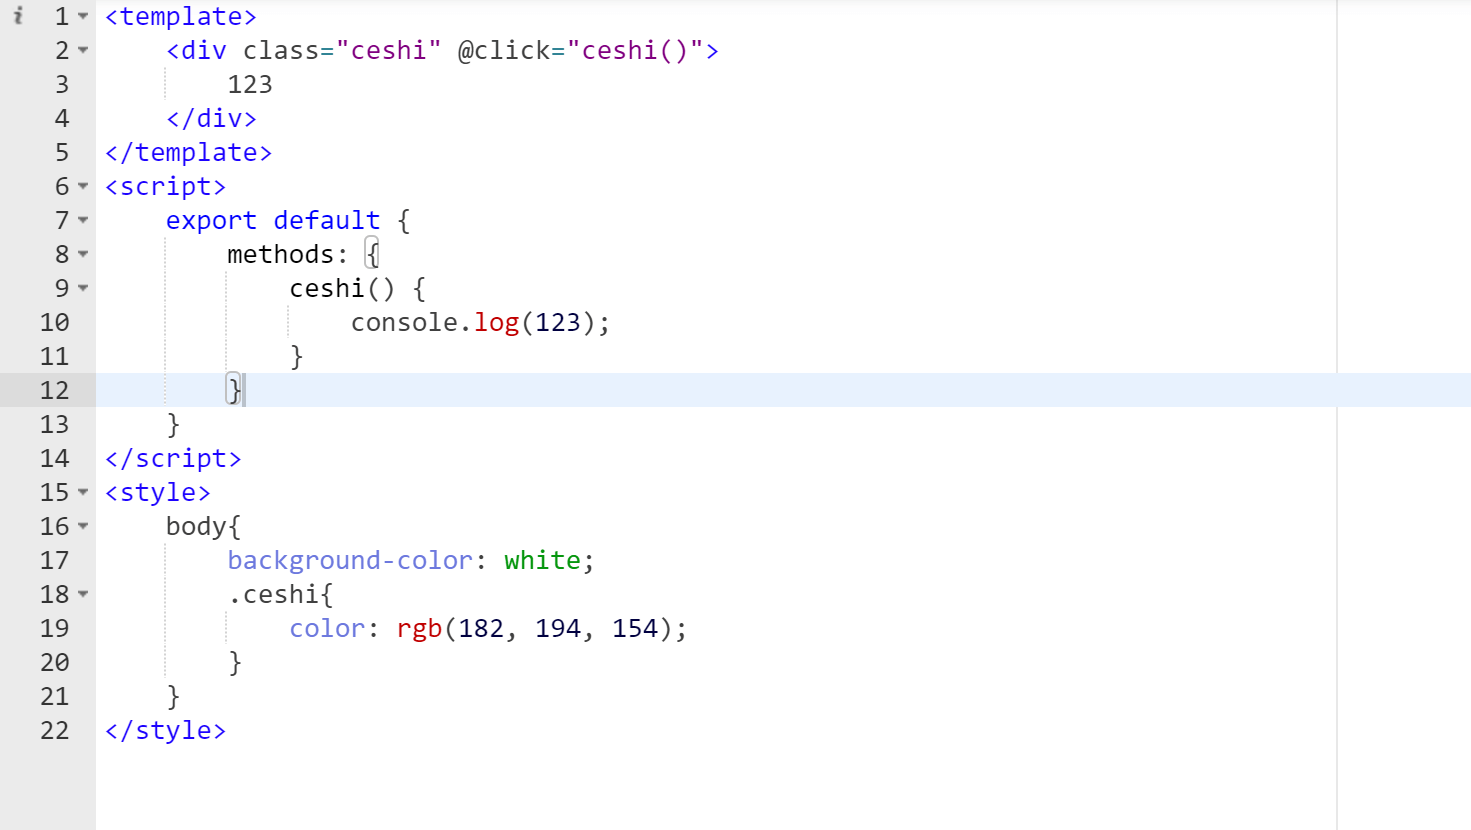 i 1 <template>
2     <div class="ceshi" @click="ceshi()">
3         123
4     </div>
5 </template>
6 <script>
7     export default {
8         methods: {
9             ceshi() {
10                 console.log(123);
11             }
12         }
13     }
14 </script>
15 <style>
16     body{
17         background-color: white;
18         .ceshi{
19             color: rgb(182, 194, 154);
20         }
21     }
22 </style>